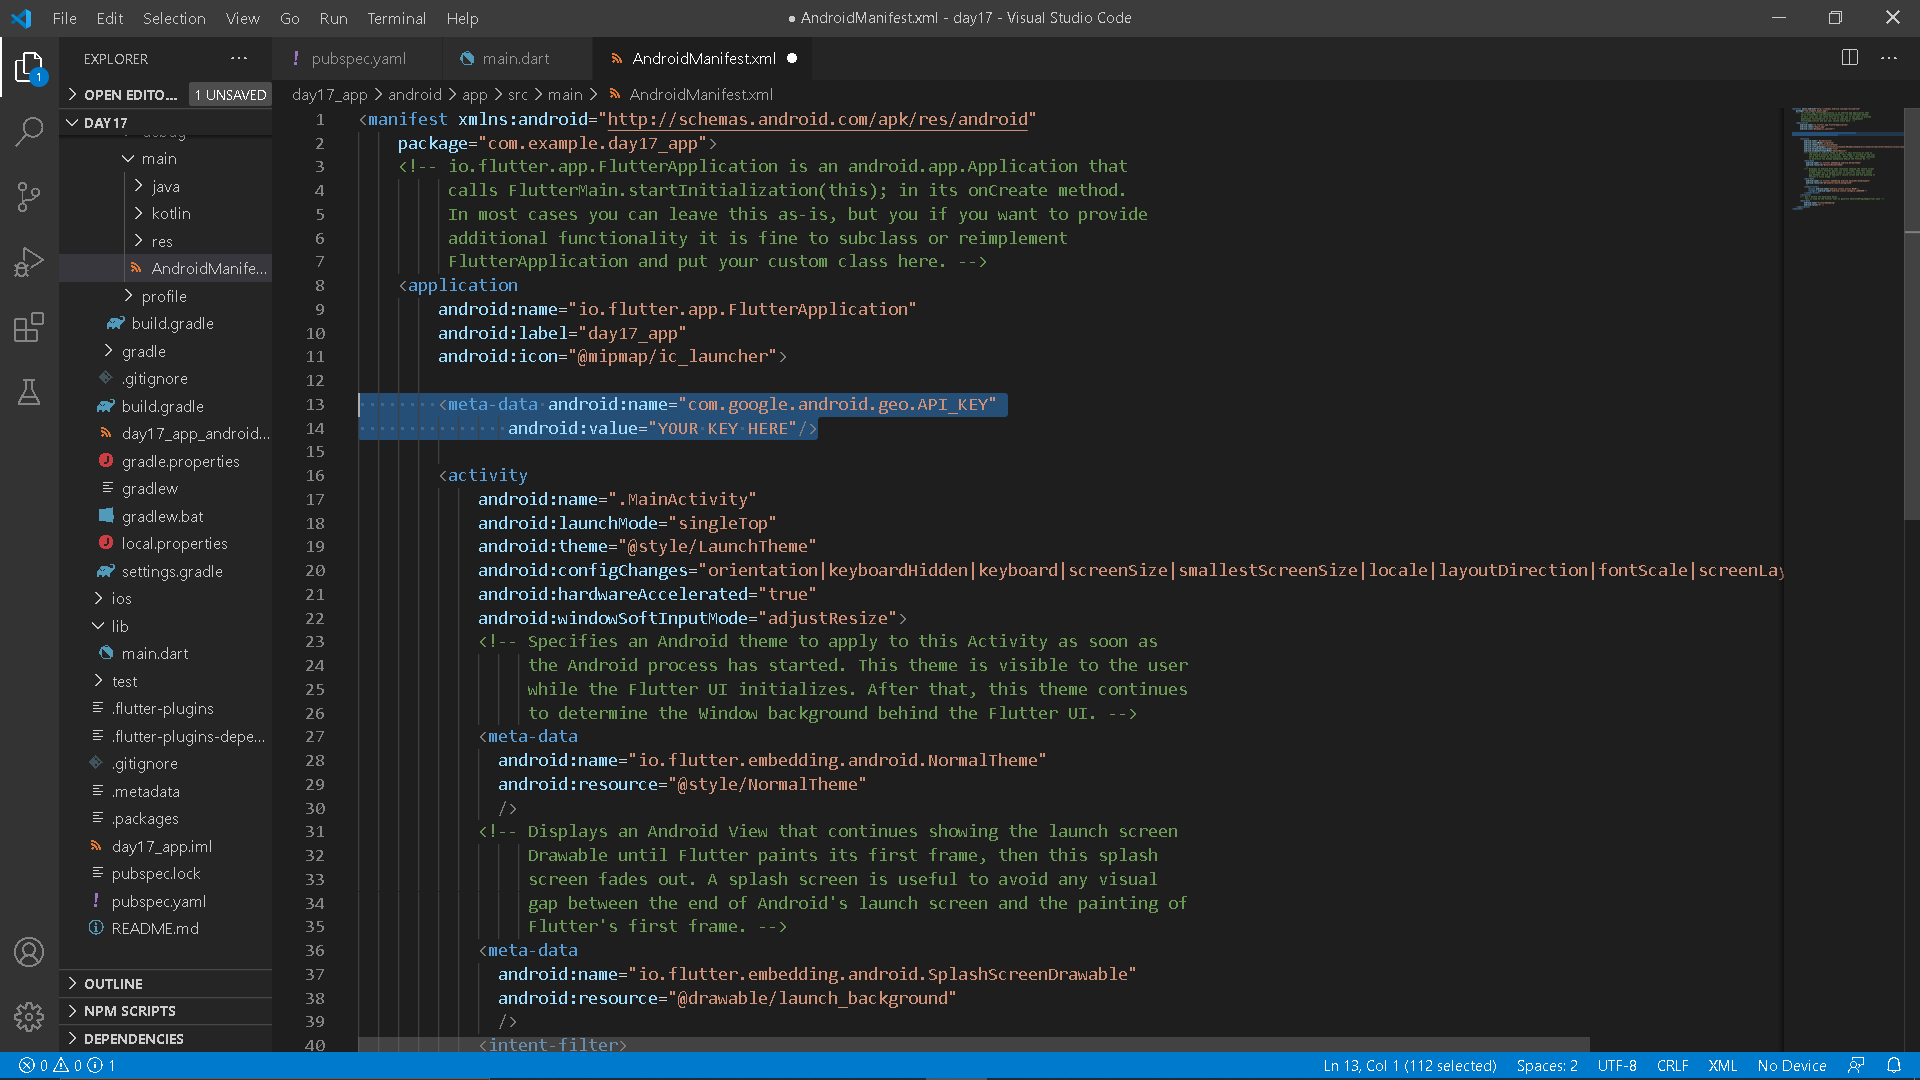 File Edit Selection View Go Run Terminal Help
● AndroidManifest.xml - day17 - Visual Studio Code
EXPLORER
pubspec.yaml
main.dart
AndroidManifest.xml
OPEN EDITO... 1 UNSAVED
day17_app > android > app > src > main > AndroidManifest.xml
DAY17
debug
main
java
kotlin
res
AndroidManife...
profile
build.gradle
gradle
.gitignore
build.gradle
day17_app_android...
gradle.properties
gradlew
gradlew.bat
local.properties
settings.gradle
ios
lib
main.dart
test
.flutter-plugins
.flutter-plugins-depe...
.gitignore
.metadata
.packages
day17_app.iml
pubspec.lock
pubspec.yaml
README.md
OUTLINE
NPM SCRIPTS
DEPENDENCIES
1 <manifest xmlns:android="http://schemas.android.com/apk/res/android"
2 package="com.example.day17_app">
3 <!-- io.flutter.app.FlutterApplication is an android.app.Application that
4 calls FlutterMain.startInitialization(this); in its onCreate method.
5 In most cases you can leave this as-is, but you if you want to provide
6 additional functionality it is fine to subclass or reimplement
7 FlutterApplication and put your custom class here. -->
8 <application
9 android:name="io.flutter.app.FlutterApplication"
10 android:label="day17_app"
11 android:icon="@mipmap/ic_launcher">
12
13 <meta-data android:name="com.google.android.geo.API_KEY"
14 android:value="YOUR KEY HERE"/>
15
16 <activity
17 android:name=".MainActivity"
18 android:launchMode="singleTop"
19 android:theme="@style/LaunchTheme"
20 android:configChanges="orientation|keyboardHidden|keyboard|screenSize|smallestScreenSize|locale|layoutDirection|fontScale|screenLay
21 android:hardwareAccelerated="true"
22 android:windowSoftInputMode="adjustResize">
23 <!-- Specifies an Android theme to apply to this Activity as soon as
24 the Android process has started. This theme is visible to the user
25 while the Flutter UI initializes. After that, this theme continues
26 to determine the Window background behind the Flutter UI. -->
27 <meta-data
28 android:name="io.flutter.embedding.android.NormalTheme"
29 android:resource="@style/NormalTheme"
30 />
31 <!-- Displays an Android View that continues showing the launch screen
32 Drawable until Flutter paints its first frame, then this splash
33 screen fades out. A splash screen is useful to avoid any visual
34 gap between the end of Android's launch screen and the painting of
35 Flutter's first frame. -->
36 <meta-data
37 android:name="io.flutter.embedding.android.SplashScreenDrawable"
38 android:resource="@drawable/launch_background"
39 />
40 <intent-filter>
0 0 1
Ln 13, Col 1 (112 selected) Spaces: 2 UTF-8 CRLF XML No Device